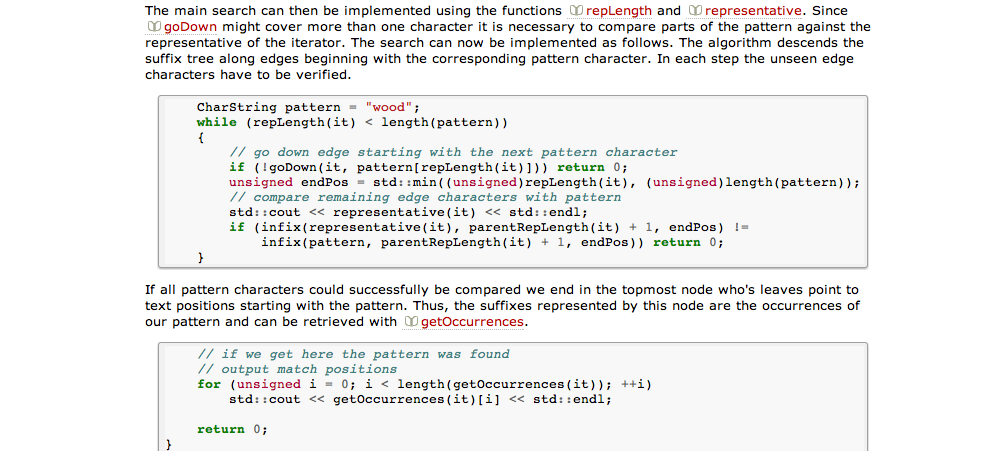 The main search can then be implemented using the functions repLength and representative. Since
goDown might cover more than one character it is necessary to compare parts of the pattern against the
representative of the iterator. The search can now be implemented as follows. The algorithm descends the
suffix tree along edges beginning with the corresponding pattern character. In each step the unseen edge
characters have to be verified.
CharString pattern = "wood";
while (repLength(it) < length(pattern))
{
// go down edge starting with the next pattern character
if (!goDown(it, pattern[repLength(it)])) return 0;
unsigned endPos = std::min((unsigned)repLength(it), (unsigned)length(pattern));
// compare remaining edge characters with pattern
std::cout << representative(it) << std::endl;
if (infix(representative(it), parentRepLength(it) + 1, endPos) !=
infix(pattern, parentRepLength(it) + 1, endPos)) return 0;
}
If all pattern characters could successfully be compared we end in the topmost node who's leaves point to
text positions starting with the pattern. Thus, the suffixes represented by this node are the occurrences of
our pattern and can be retrieved with getOccurrences.
// if we get here the pattern was found
// output match positions
for (unsigned i = 0; i < length(getOccurrences(it)); ++i)
std::cout << getOccurrences(it)[i] << std::endl;
return 0;
}